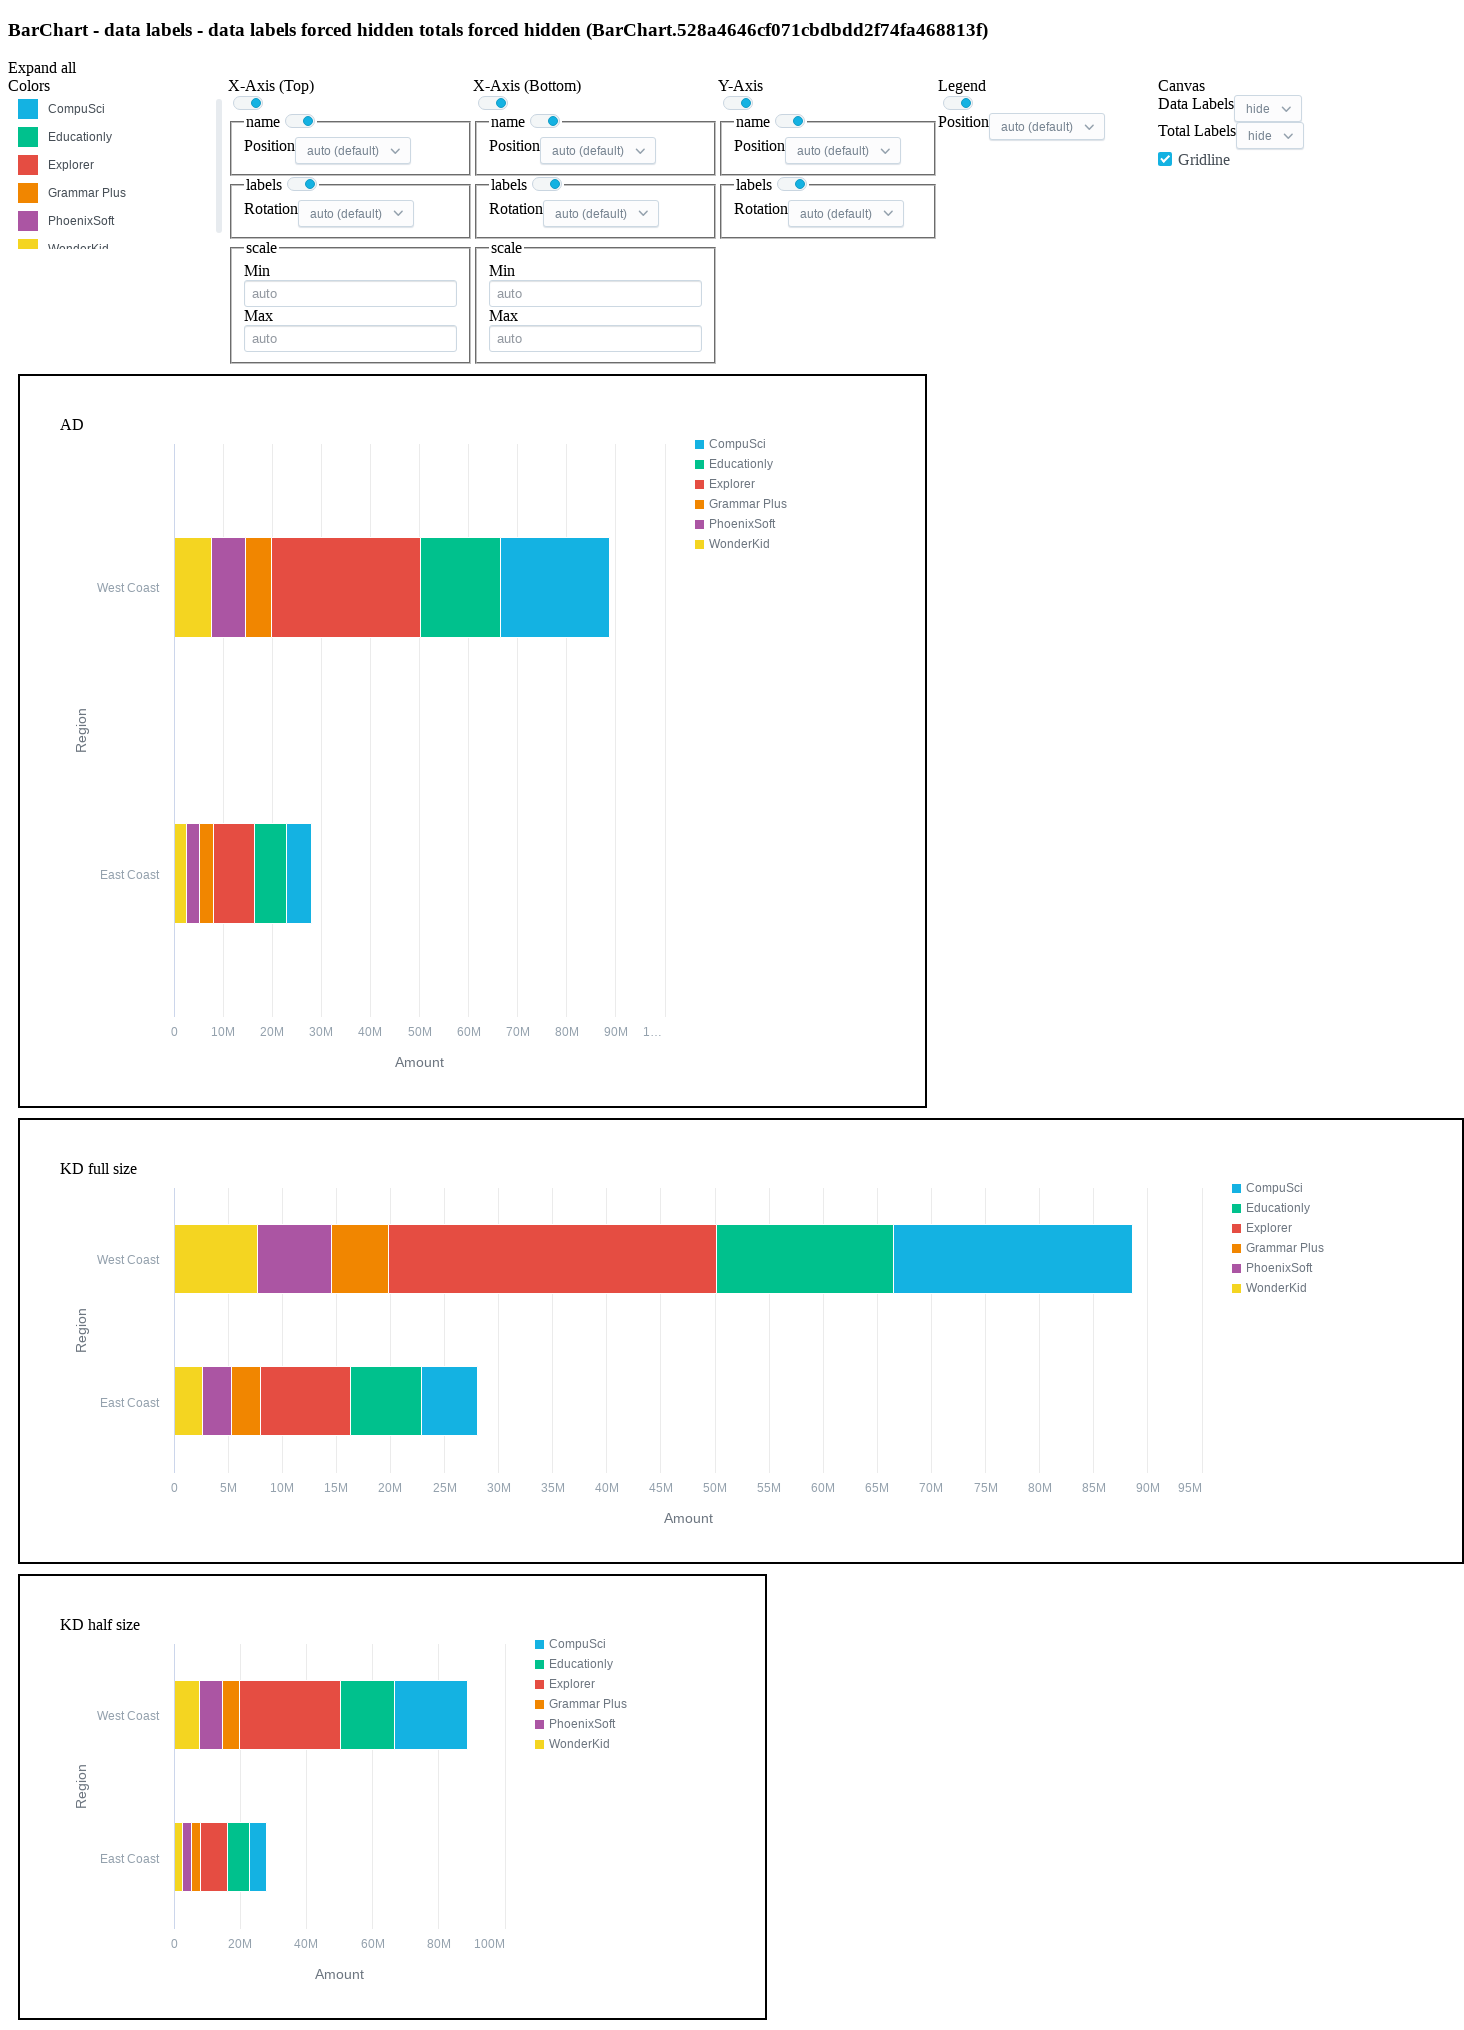 BarChart - data labels - data labels forced hidden totals forced hidden (BarChart.528a4646cf071cbdbdd2f74fa468813f)
Expand all
Colors
CompuSci
Educationly
Explorer
Grammar Plus
PhoenixSoft
WonderKid
X-Axis (Top)
name
Position auto (default)
labels
Rotation auto (default)
scale
Min
auto
Max
auto
X-Axis (Bottom)
name
Position auto (default)
labels
Rotation auto (default)
scale
Min
auto
Max
auto
Y-Axis
name
Position auto (default)
labels
Rotation auto (default)
Legend
Position auto (default)
Canvas
Data Labels hide
Total Labels hide
Gridline
AD
CompuSci
Educationly
Explorer
Grammar Plus
PhoenixSoft
WonderKid
West Coast
Region
East Coast
0 10M 20M 30M 40M 50M 60M 70M 80M 90M 1…
Amount
KD full size
CompuSci
Educationly
Explorer
Grammar Plus
PhoenixSoft
WonderKid
West Coast
Region
East Coast
0 5M 10M 15M 20M 25M 30M 35M 40M 45M 50M 55M 60M 65M 70M 75M 80M 85M 90M 95M
Amount
KD half size
CompuSci
Educationly
Explorer
Grammar Plus
PhoenixSoft
WonderKid
West Coast
Region
East Coast
0 20M 40M 60M 80M 100M
Amount